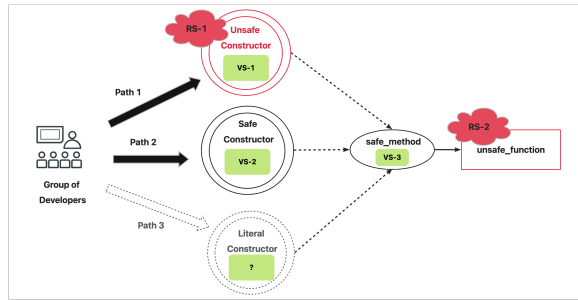 RS-1
Unsafe
Constructor
VS-1
Path 1
RS-2
Safe
Constructor
Path 2
VS-2
safe_method
VS-3
unsafe_function
Group of
Developers
Path 3
Literal
Constructor
?